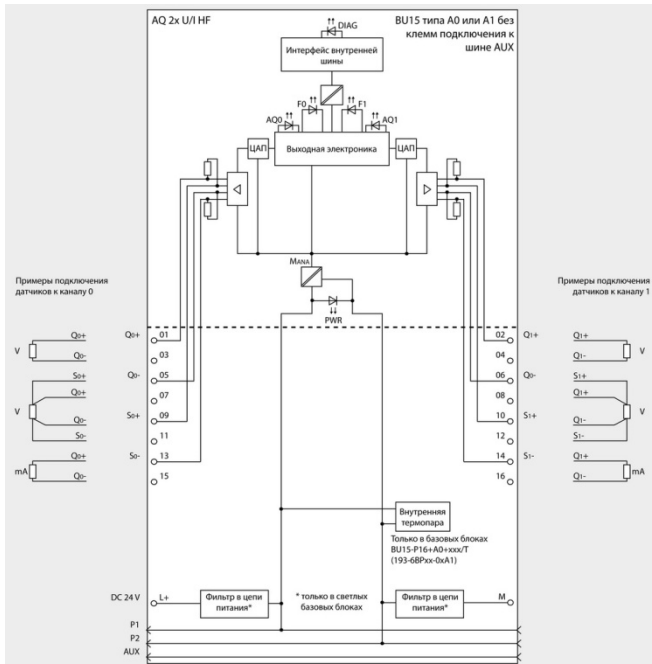 AQ 2x U/I HF
BU15 типа A0 или A1 без
клемм подключения к
шине AUX
DIAG
Интерфейс внутренней
шины
F0
F1
AQ0
AQ1
ЦАП
Выходная электроника
ЦАП
MANA
PWR
Примеры подключения
датчиков к каналу 0
Примеры подключения
датчиков к каналу 1
V
Q0+
Q0-
V
S0+
Q0+
Q0-
S0-
mA
Q0+
Q0-
Q0+
01
03
Q0-
05
07
S0+
09
11
S0-
13
15
02
Q1+
04
06
Q0-
08
10
S1+
12
14
S1-
16
Q1+
Q1-
V
S1+
Q1+
Q1-
S1-
V
Q1+
Q1-
mA
Внутренняя
термопара
Только в базовых блоках
BU15-P16+A0+xxx/T
(193-6BPxx-0xA1)
DC 24 V
L+
Фильтр в цепи
питания*
* только в светлых
базовых блоках
Фильтр в цепи
питания*
M
P1
P2
AUX